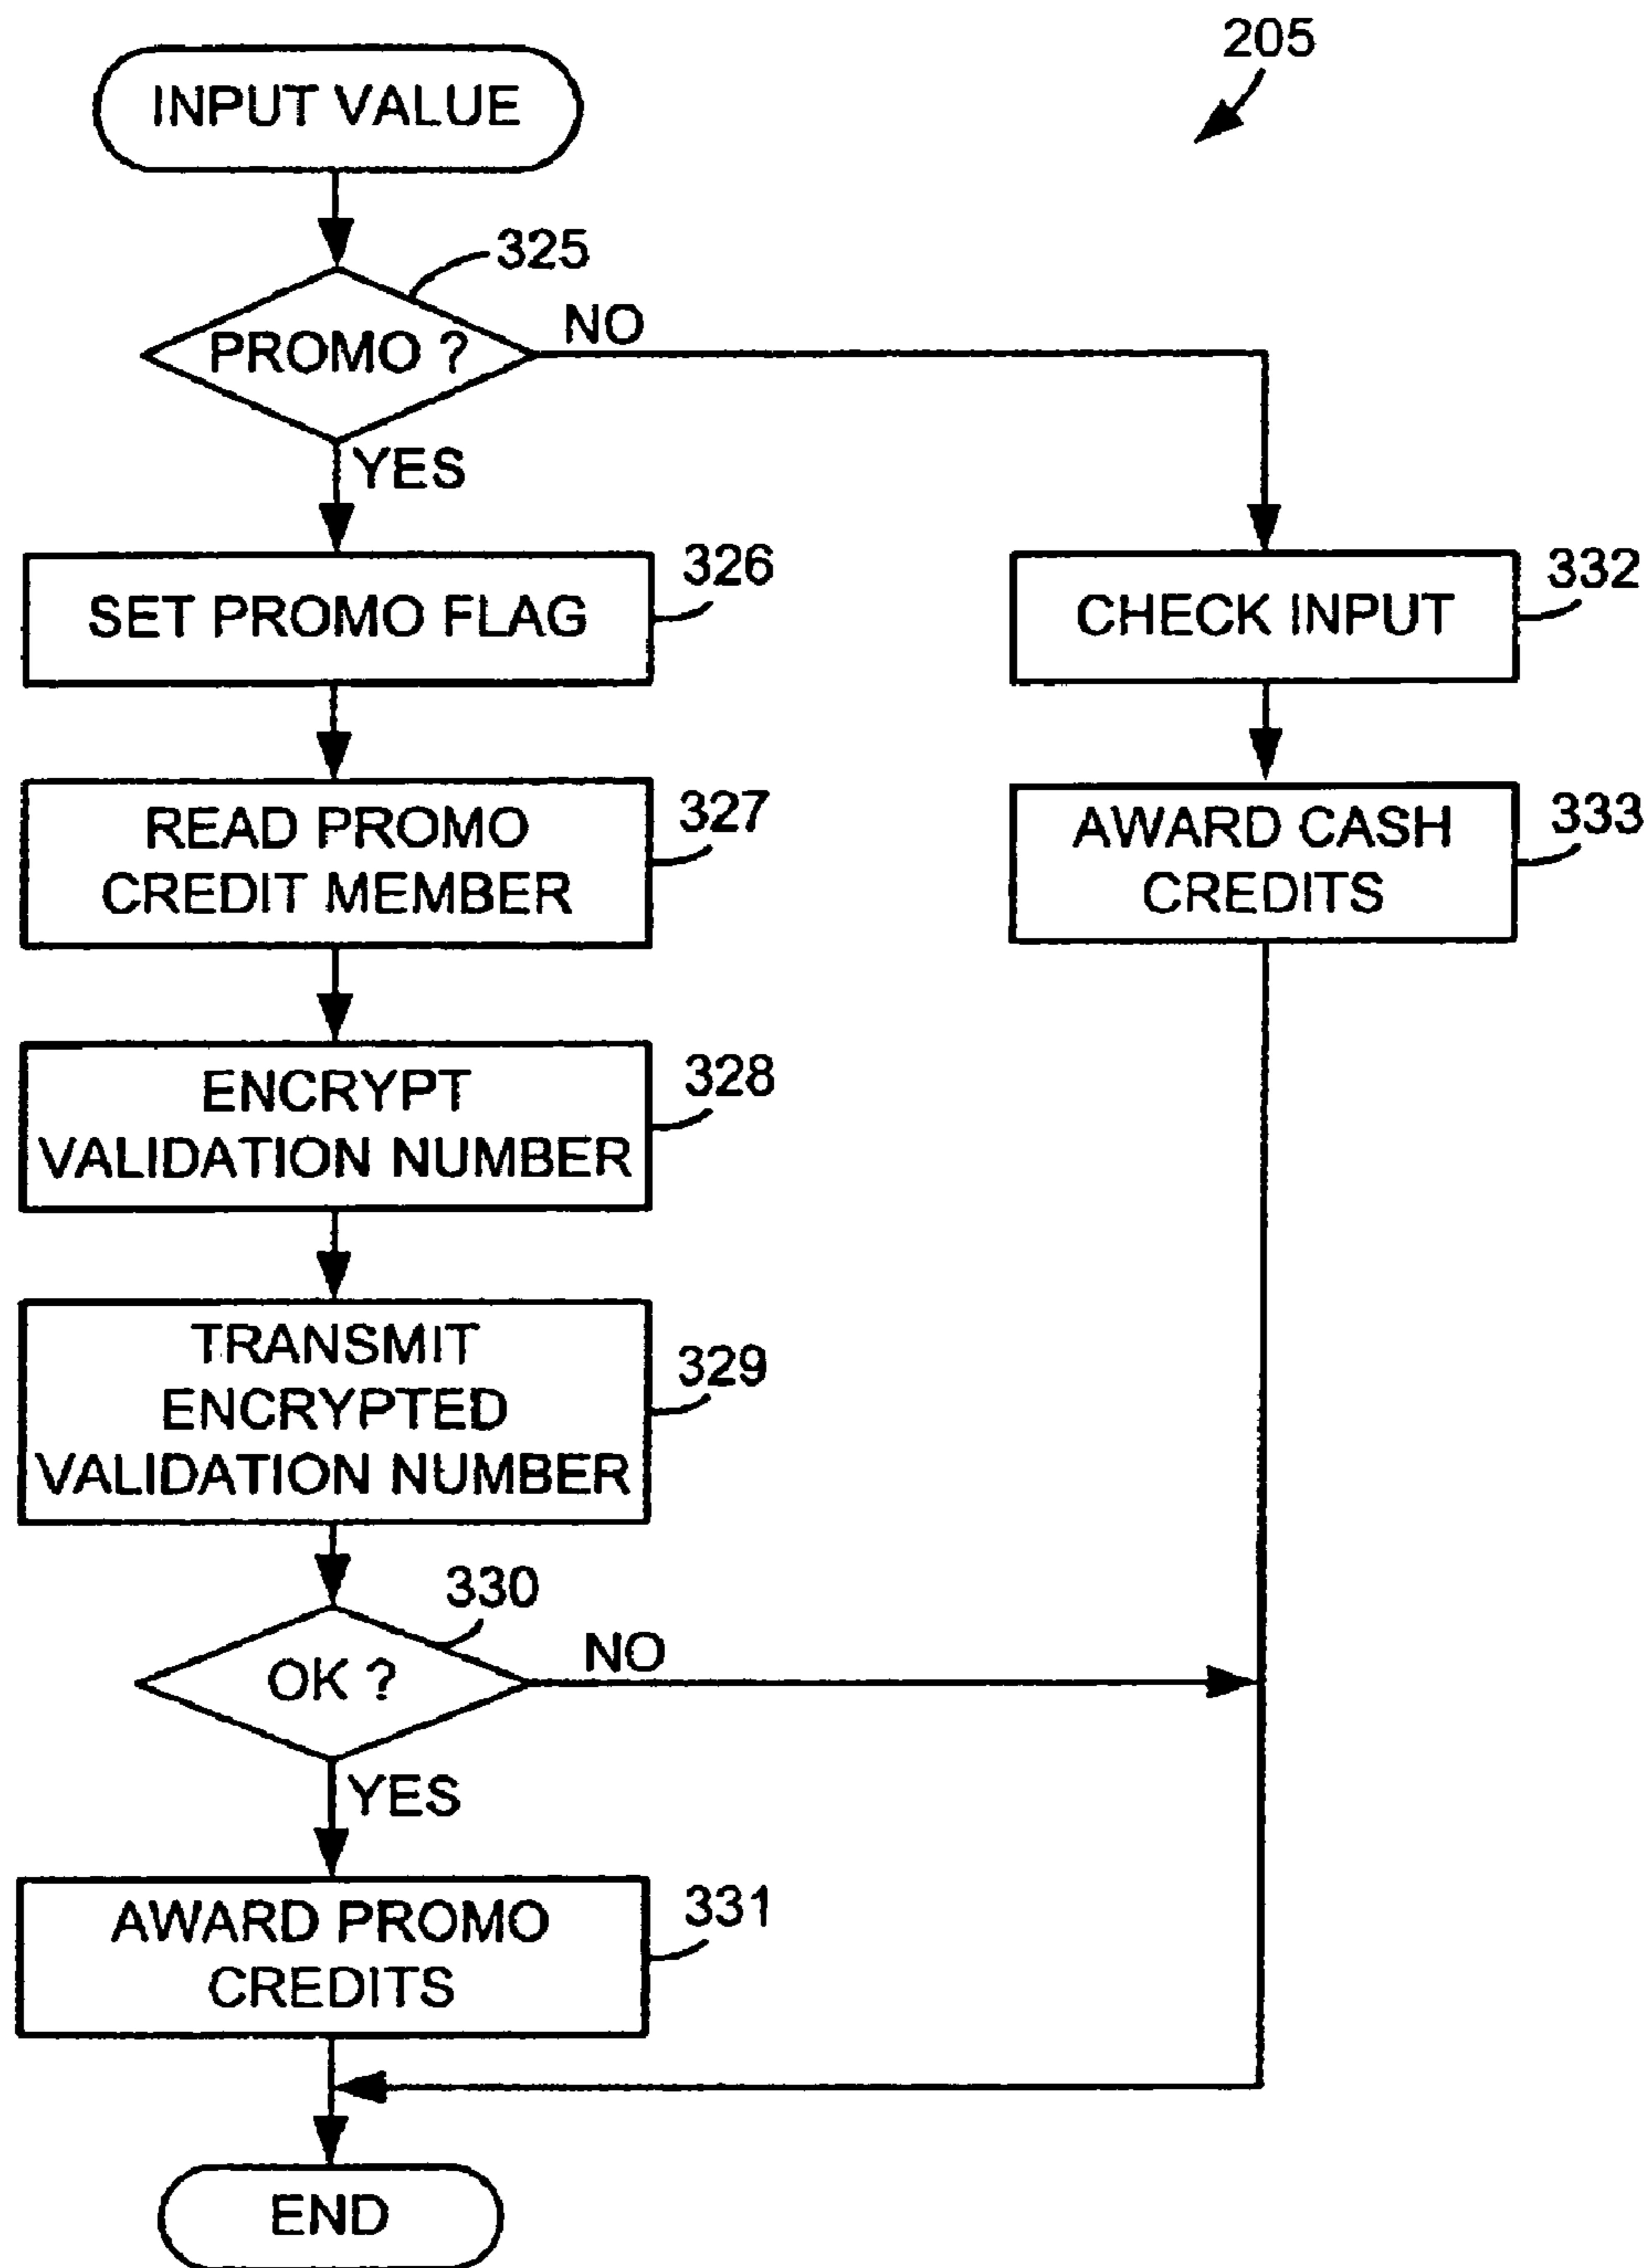 205
INPUT VALUE
325
PROMO ?
NO
YES
SET PROMO FLAG
326
CHECK INPUT
332
READ PROMO
CREDIT MEMBER
327
AWARD CASH
CREDITS
333
ENCRYPT
VALIDATION NUMBER
328
TRANSMIT
ENCRYPTED
VALIDATION NUMBER
329
330
OK ?
NO
YES
AWARD PROMO
CREDITS
331
END